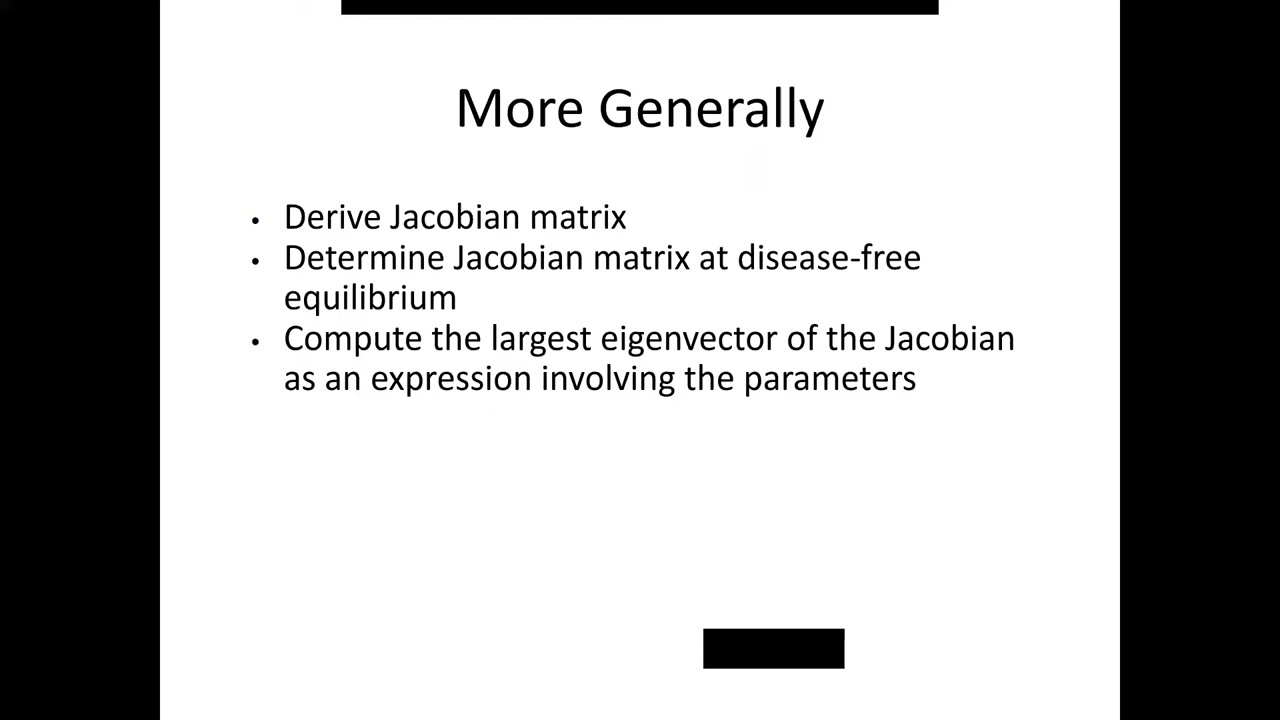 More Generally
• Derive Jacobian matrix
• Determine Jacobian matrix at disease-free
equilibrium
• Compute the largest eigenvector of the Jacobian
as an expression involving the parameters